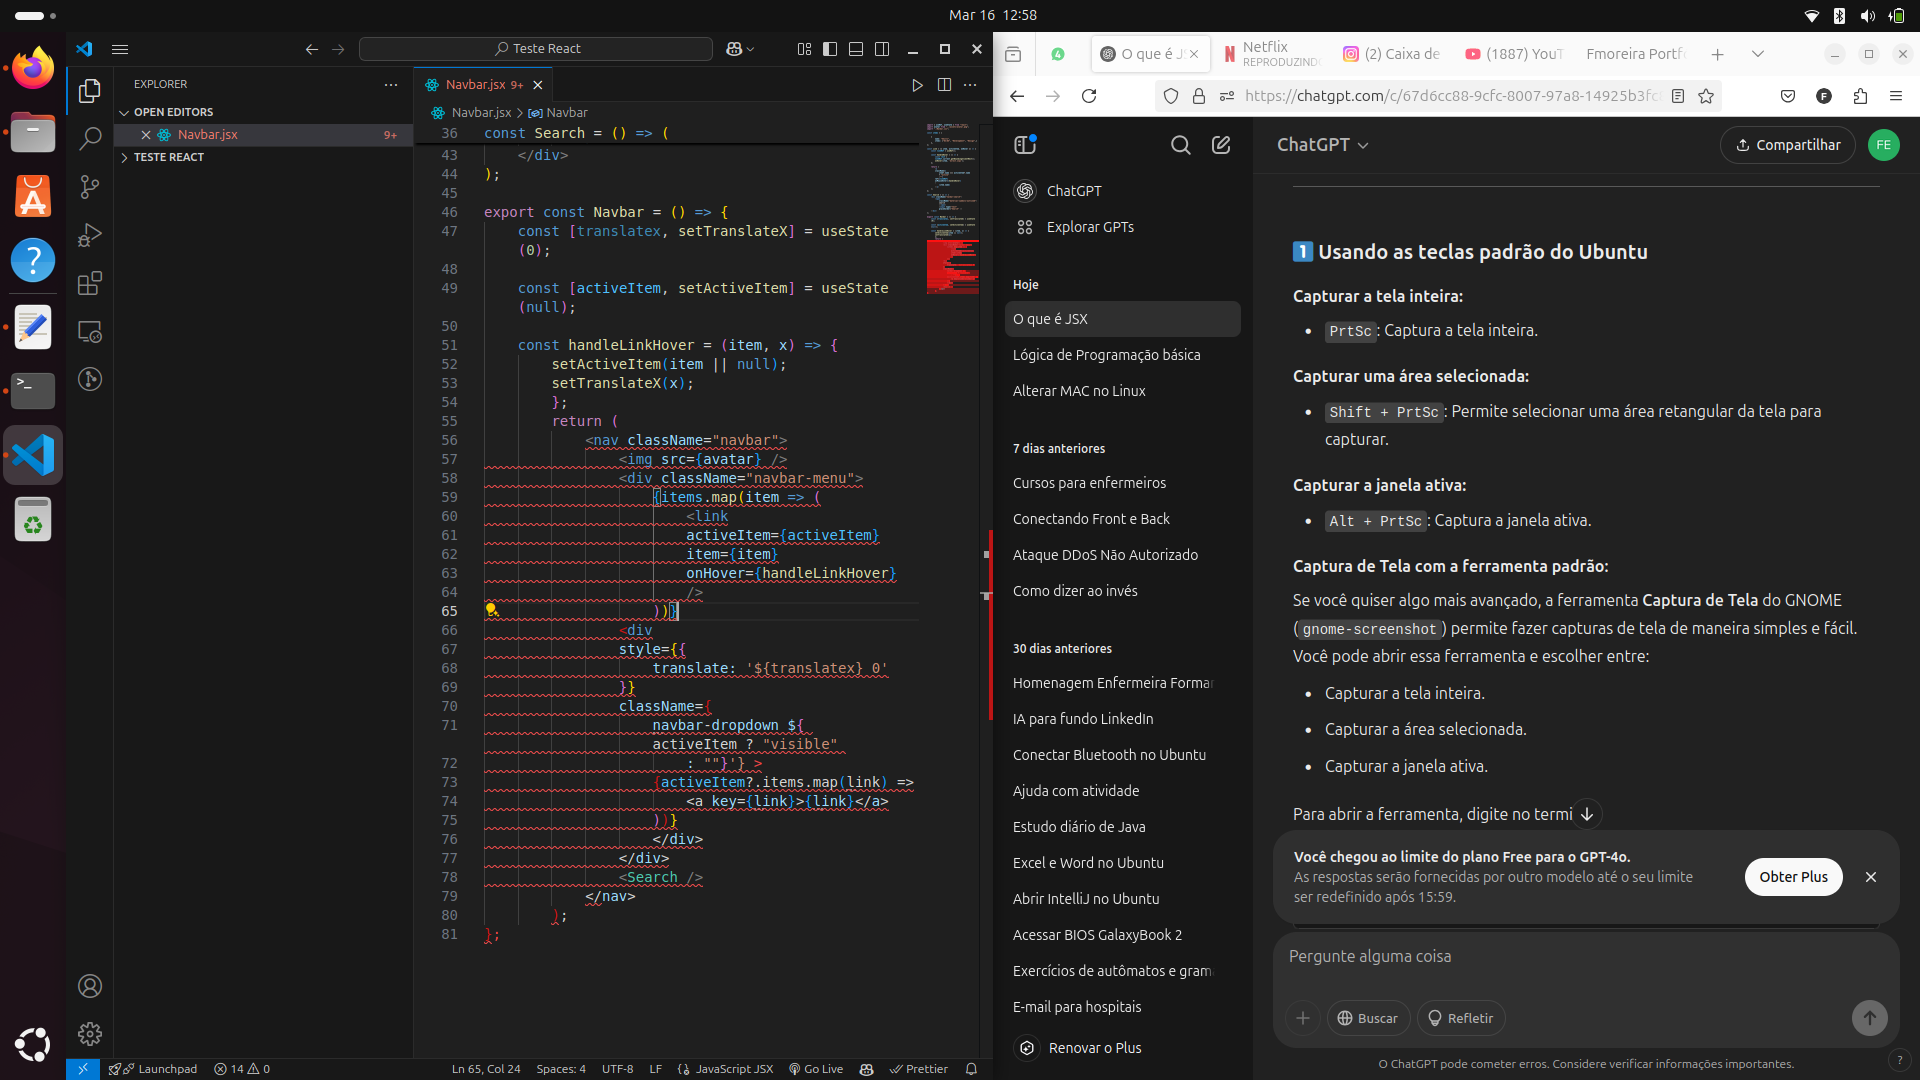 Mar 16 12:58
Teste React
EXPLORER
OPEN EDITORS
Navbar.jsx 9+
TESTE REACT
Navbar.jsx 9+
Navbar.jsx > Navbar
36 const Search = () => (
43 </div>
44 );
45
46 export const Navbar = () => {
47 const [translatex, setTranslateX] = useState
(0);
48
49 const [activeItem, setActiveItem] = useState
(null);
50
51 const handleLinkHover = (item, x) => {
52 setActiveItem(item || null);
53 setTranslateX(x);
54 };
55 return (
56 <nav className="navbar">
57 <img src={avatar} />
58 <div className="navbar-menu">
59 {items.map(item => (
60 <link
61 activeItem={activeItem}
62 item={item}
63 onHover={handleLinkHover}
64 />
65 ))}
66 <div
67 style={{
68 translate: '${translatex} 0'
69 }}
70 className={
71 navbar-dropdown ${
activeItem ? "visible"
72 : ""}'} >
73 {activeItem?.items.map(link) =>
74 <a key={link}>{link}</a>
75 ))}
76 </div>
77 </div>
78 <Search />
79 </nav>
80 );
81 };
Launchpad
14 0
Ln 65, Col 24
Spaces: 4
UTF-8
LF
JavaScript JSX
Go Live
Prettier
4
O que é JS
Netflix
REPRODUZINDO
(2) Caixa de
(1887) YouT
Fmoreira Portf
https://chatgpt.com/c/67d6cc88-9cfc-8007-97a8-14925b3fc
F
ChatGPT
Explorar GPTs
Hoje
O que é JSX
Lógica de Programação básica
Alterar MAC no Linux
7 dias anteriores
Cursos para enfermeiros
Conectando Front e Back
Ataque DDoS Não Autorizado
Como dizer ao invés
30 dias anteriores
Homenagem Enfermeira Forma
IA para fundo LinkedIn
Conectar Bluetooth no Ubuntu
Ajuda com atividade
Estudo diário de Java
Excel e Word no Ubuntu
Abrir IntelliJ no Ubuntu
Acessar BIOS GalaxyBook 2
Exercícios de autômatos e gram
E-mail para hospitais
Renovar o Plus
ChatGPT
Compartilhar
FE
1 Usando as teclas padrão do Ubuntu
Capturar a tela inteira:
• PrtSc: Captura a tela inteira.
Capturar uma área selecionada:
• Shift + PrtSc: Permite selecionar uma área retangular da tela para
capturar.
Capturar a janela ativa:
• Alt + PrtSc: Captura a janela ativa.
Captura de Tela com a ferramenta padrão:
Se você quiser algo mais avançado, a ferramenta Captura de Tela do GNOME
(gnome-screenshot) permite fazer capturas de tela de maneira simples e fácil.
Você pode abrir essa ferramenta e escolher entre:
• Capturar a tela inteira.
• Capturar a área selecionada.
• Capturar a janela ativa.
Para abrir a ferramenta, digite no termi
Você chegou ao limite do plano Free para o GPT-4o.
As respostas serão fornecidas por outro modelo até o seu limite
ser redefinido após 15:59.
Obter Plus
Pergunte alguma coisa
Buscar
Refletir
O ChatGPT pode cometer erros. Considere verificar informações importantes.
?